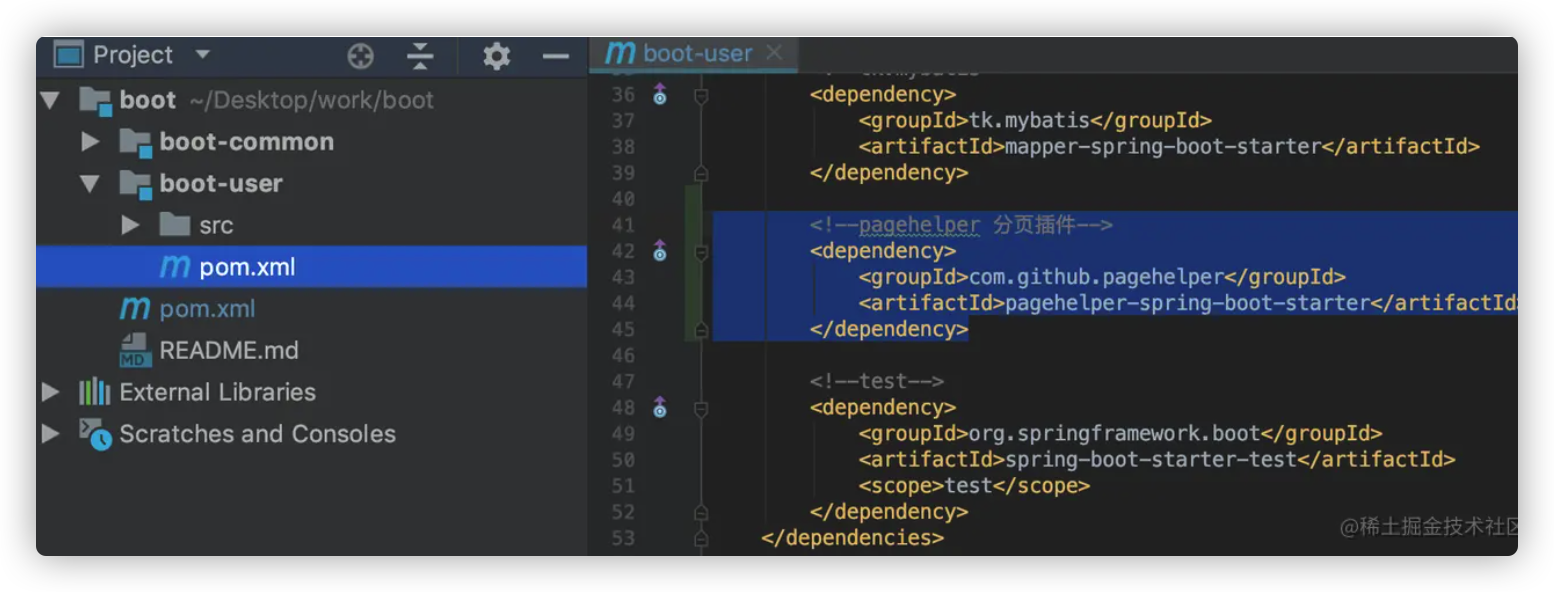 Project
boot ~/Desktop/work/boot
boot-common
boot-user
src
pom.xml
pom.xml
README.md
External Libraries
Scratches and Consoles
boot-user
36 <dependency>
37 <groupId>tk.mybatis</groupId>
38 <artifactId>mapper-spring-boot-starter</artifactId>
39 </dependency>
40
41 <!--pagehelper 分页插件-->
42 <dependency>
43 <groupId>com.github.pagehelper</groupId>
44 <artifactId>pagehelper-spring-boot-starter</artifactId
45 </dependency>
46
47 <!--test-->
48 <dependency>
49 <groupId>org.springframework.boot</groupId>
50 <artifactId>spring-boot-starter-test</artifactId>
51 <scope>test</scope>
52 </dependency>
53 </dependencies>
@稀土掘金技术社区